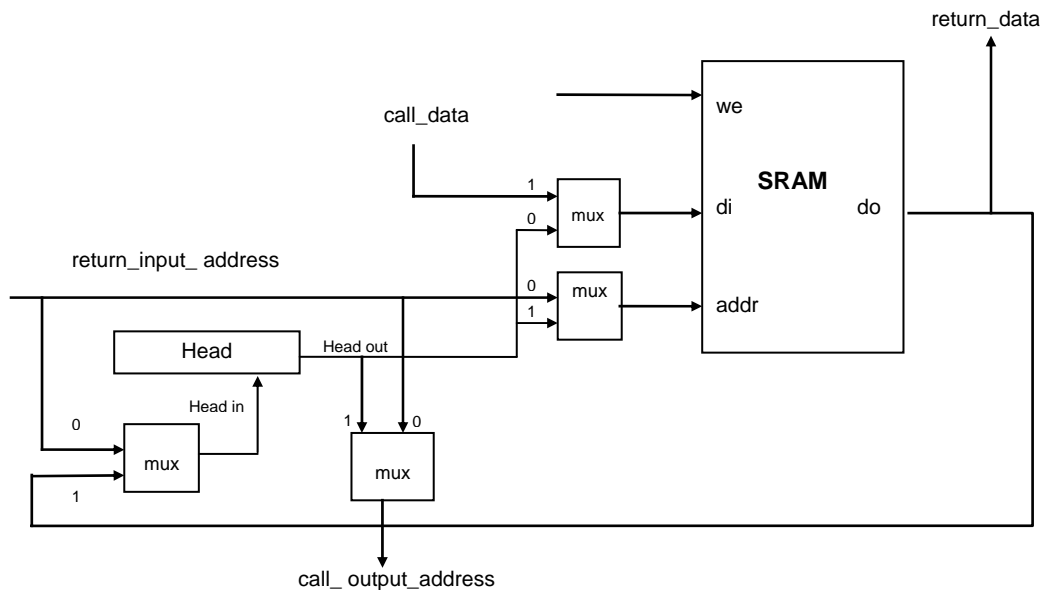 return_data
we
call_data
SRAM
1
mux
di
do
0
return_input_ address
0
mux
addr
1
Head
Head out
Head in
0
1
0
mux
mux
1
call_ output_address